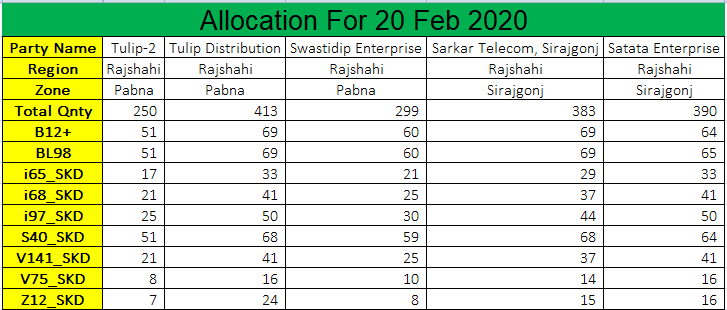 Allocation For 20 Feb 2020
Party Name Tulip-2 Tulip Distribution Swastidip Enterprise Sarkar Telecom, Sirajgonj Satata Enterprise
Region Rajshahi Rajshahi Rajshahi Rajshahi Rajshahi
Zone Pabna Pabna Pabna Sirajgonj Sirajgonj
Total Qnty 250 413 299 383 390
B12+ 51 69 60 69 64
BL98 51 69 60 69 65
i65_SKD 17 33 21 29 33
i68_SKD 21 41 25 37 41
i97_SKD 25 50 30 44 50
S40_SKD 51 68 59 68 64
V141_SKD 21 41 25 37 41
V75_SKD 8 16 10 14 16
Z12_SKD 7 24 8 15 16